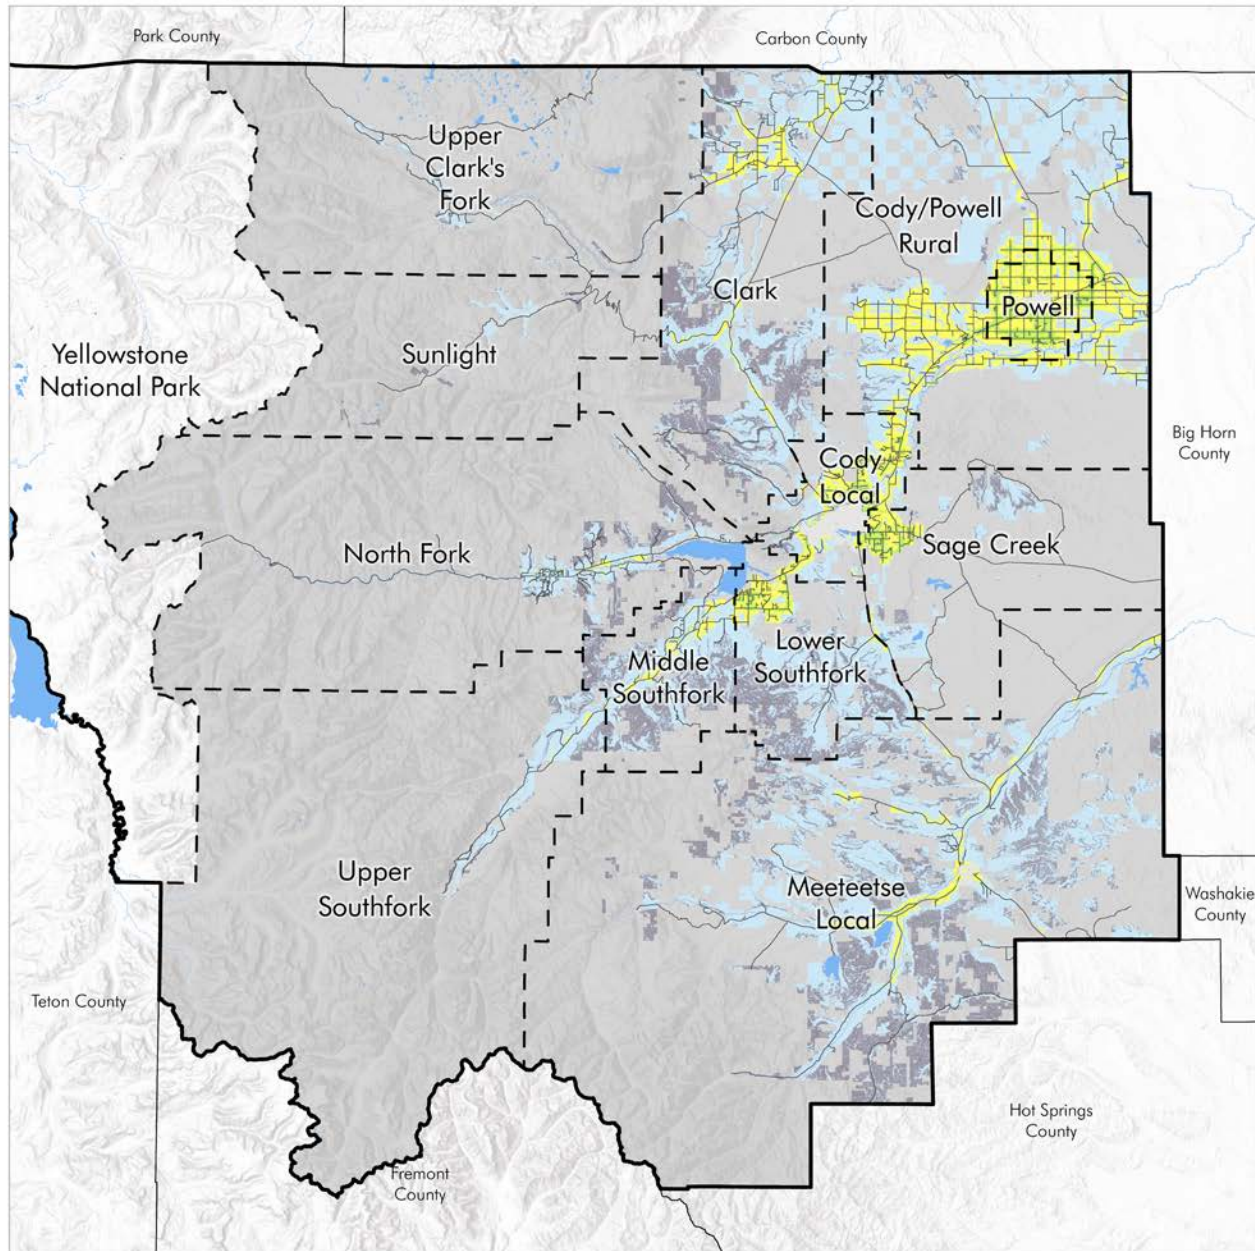 Park County
Carbon County
Upper
Clark's
Fork
Cody/Powell
Rural
Clark
Powell
Yellowstone
National Park
Sunlight
Big Horn
County
Cody
Local
North Fork
Sage Creek
Middle
Southfork
Lower
Southfork
Upper
Southfork
Meeteetse
Local
Washakie
County
Teton County
Hot Springs
County
Fremont
County